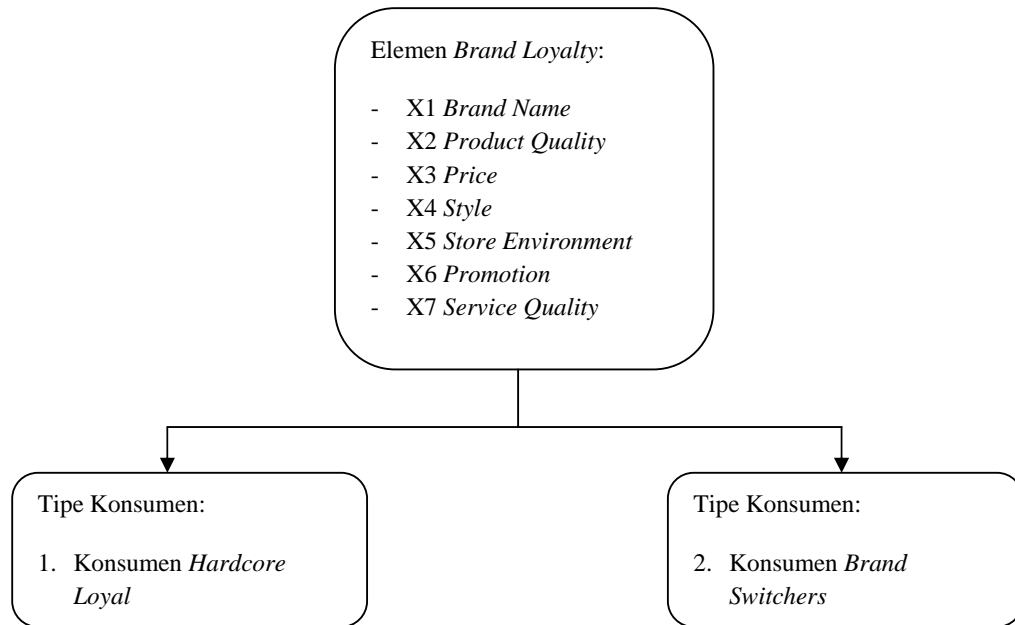 Elemen Brand Loyalty:
- X1 Brand Name
- X2 Product Quality
- X3 Price
- X4 Style
- X5 Store Environment
- X6 Promotion
- X7 Service Quality
Tipe Konsumen:
1. Konsumen Hardcore
Loyal
Tipe Konsumen:
2. Konsumen Brand
Switchers